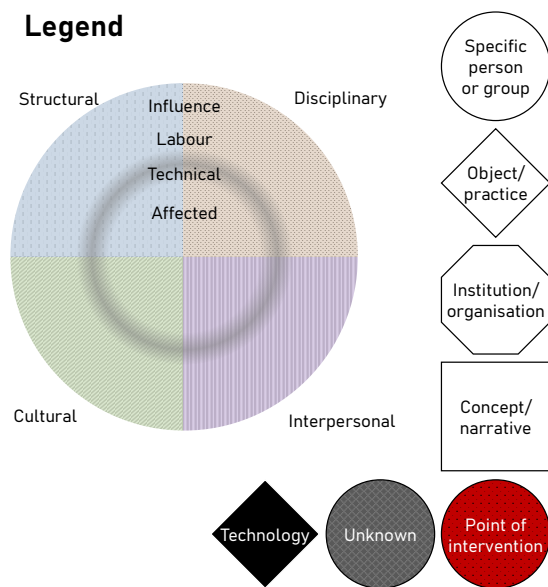 Legend
Structural
Influence
Disciplinary
Labour
Technical
Affected
Cultural
Interpersonal
Specific
person
or group
Object/
practice
Institution/
organisation
Concept/
narrative
Technology
Unknown
Point of
intervention